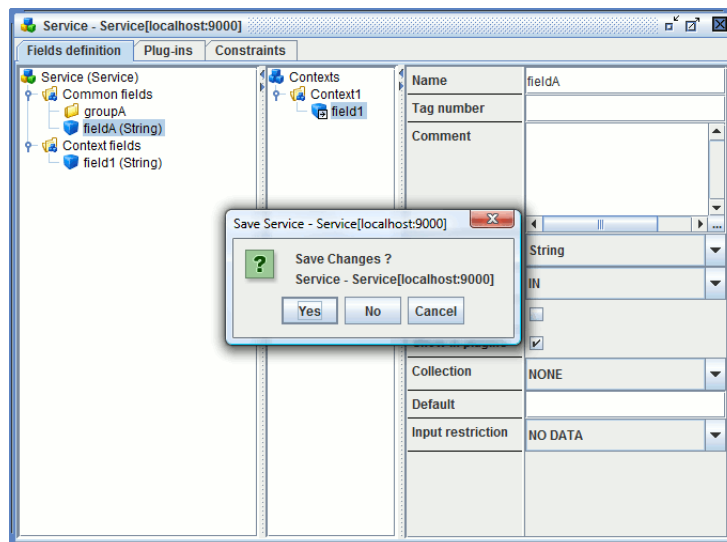 Service - Service[localhost:9000]
Fields definition Plug-ins Constraints
Service (Service)
Common fields
groupA
fieldA (String)
Context fields
field1 (String)
Contexts
Context1
field1
Name fieldA
Tag number
Comment
...
String
IN
Collection NONE
Default
Input restriction NO DATA
Save Service - Service[localhost:9000]
Save Changes ?
Service - Service[localhost:9000]
Yes No Cancel